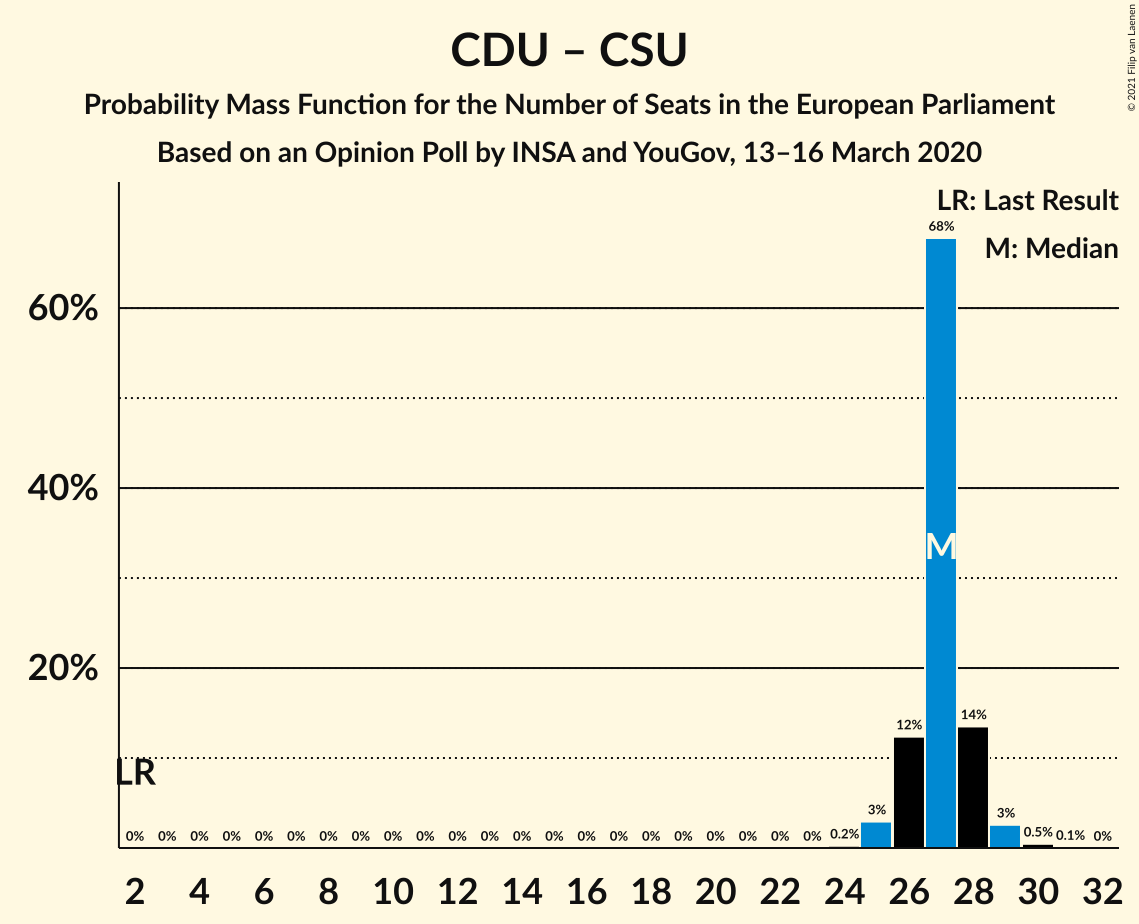 CDU – CSU
Probability Mass Function for the Number of Seats in the European Parliament
Based on an Opinion Poll by INSA and YouGov, 13–16 March 2020
© 2021 Filip van Laenen
LR: Last Result
M: Median
68%
60%
40%
M
20%
14%
12%
LR
3%
3%
0% 0% 0% 0% 0% 0% 0% 0% 0% 0% 0% 0% 0% 0% 0% 0% 0% 0% 0% 0% 0% 0% 0.2% 0.5% 0.1% 0%
2 4 6 8 10 12 14 16 18 20 22 24 26 28 30 32